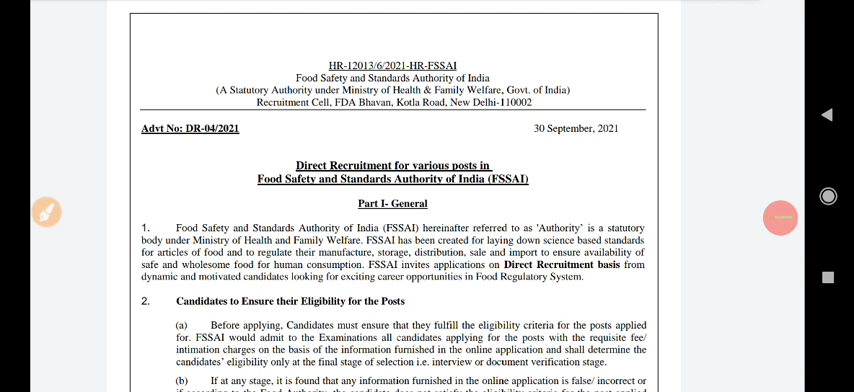 HR-12013/6/2021-HR-FSSAI
Food Safety and Standards Authority of India
(A Statutory Authority under Ministry of Health & Family Welfare, Govt. of India)
Recruitment Cell, FDA Bhavan, Kotla Road, New Delhi-110002
Advt No: DR-04/2021 30 September, 2021
Direct Recruitment for various posts in
Food Safety and Standards Authority of India (FSSAI)
Part I- General
1. Food Safety and Standards Authority of India (FSSAI) hereinafter referred to as 'Authority' is a statutory
body under Ministry of Health and Family Welfare. FSSAI has been created for laying down science based standards
for articles of food and to regulate their manufacture, storage, distribution, sale and import to ensure availability of
safe and wholesome food for human consumption. FSSAI invites applications on Direct Recruitment basis from
dynamic and motivated candidates looking for exciting career opportunities in Food Regulatory System.
2. Candidates to Ensure their Eligibility for the Posts
(a) Before applying, Candidates must ensure that they fulfill the eligibility criteria for the posts applied
for. FSSAI would admit to the Examinations all candidates applying for the posts with the requisite fee/
intimation charges on the basis of the information furnished in the online application and shall determine the
candidates' eligibility only at the final stage of selection i.e. interview or document verification stage.
(b) If at any stage, it is found that any information furnished in the online application is false/ incorrect or